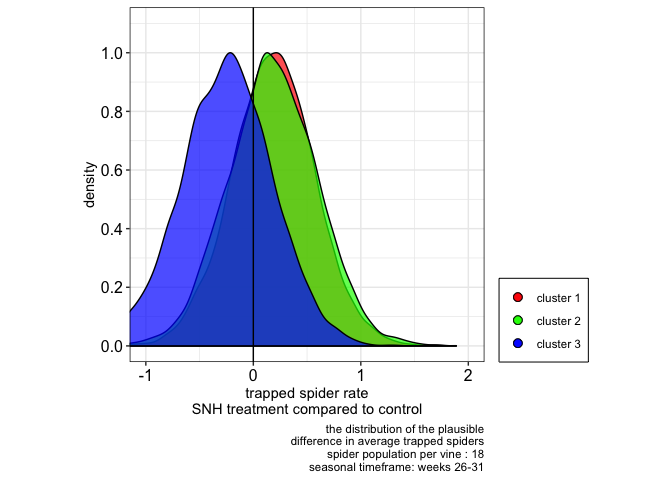 1.0
0.8
0.6
0.4
0.2
0.0
density
-1 0 1 2
trapped spider rate
SNH treatment compared to control
cluster 1
cluster 2
cluster 3
the distribution of the plausible
difference in average trapped spiders
spider population per vine : 18
seasonal timeframe: weeks 26-31